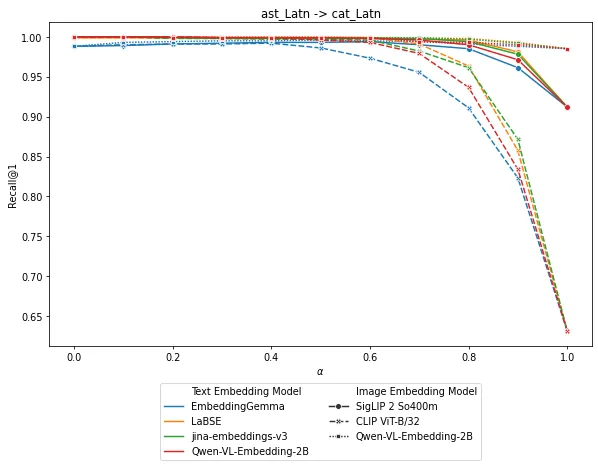 ast_Latn -> cat_Latn
1.00
0.95
0.90
0.85
0.80
0.75
0.70
0.65
Recall@1
0.0 0.2 0.4 0.6 0.8 1.0
α
Text Embedding Model
EmbeddingGemma
LaBSE
jina-embeddings-v3
Qwen-VL-Embedding-2B
Image Embedding Model
SigLIP 2 So400m
CLIP ViT-B/32
Qwen-VL-Embedding-2B